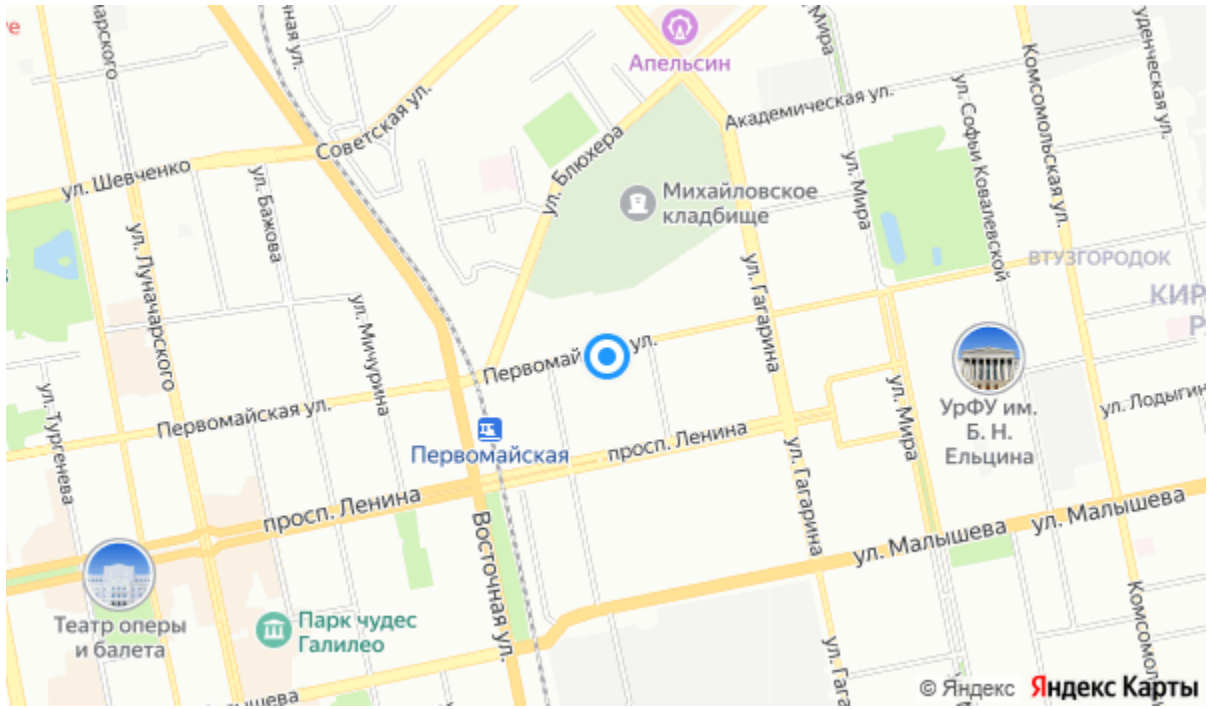 ул. Мира
Апельсин
Комсомольская ул.
Советская ул.
Академическая ул.
ул. Софьи Ковалевской
ул. Шевченко
ул. Бажова
ул. Блюхера
Михайловское
кладбище
ул. Мира
ул. Луначарского
ул. Гагарина
ВТУЗГОРОДОК
ул. Мичурина
Первомайская ул.
ул. Тургенева
Первомай
ул.
ул. Мира
УрФУ им.
Б. Н.
Ельцина
Первомайская
просп. Ленина
ул. Гагарина
просп. Ленина
Восточная ул.
ул. Малышева
ул. Малышева
Театр оперы
и балета
Парк чудес
Галилео
© Яндекс Яндекс Карты